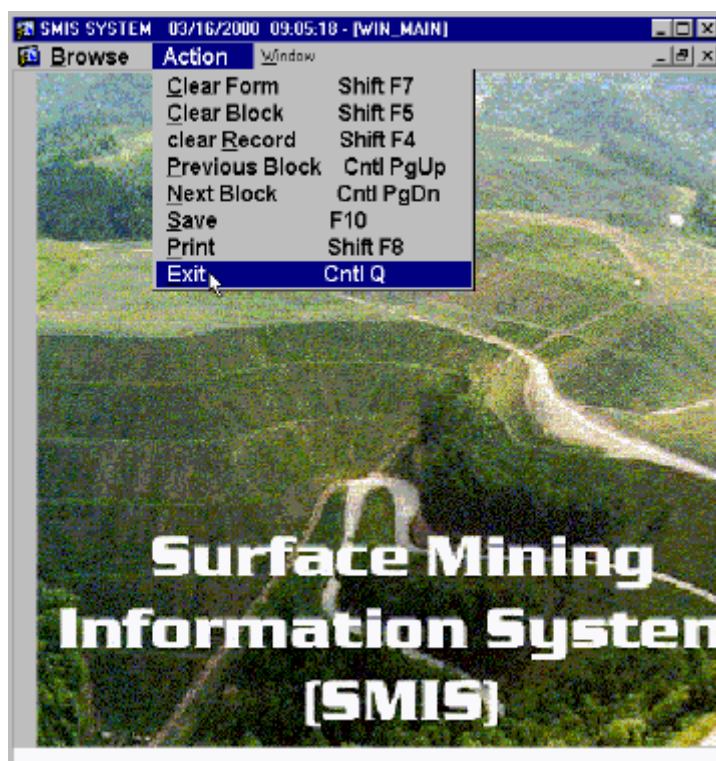 SMIS SYSTEM 03/16/2000 09:05:18 - [WIN_MAIN]
Browse Action Window
Clear Form Shift F7
Clear Block Shift F5
clear Record Shift F4
Previous Block Cntl PgUp
Next Block Cntl PgDn
Save F10
Print Shift F8
Exit Cntl Q
Surface Mining
Information System
(SMIS)